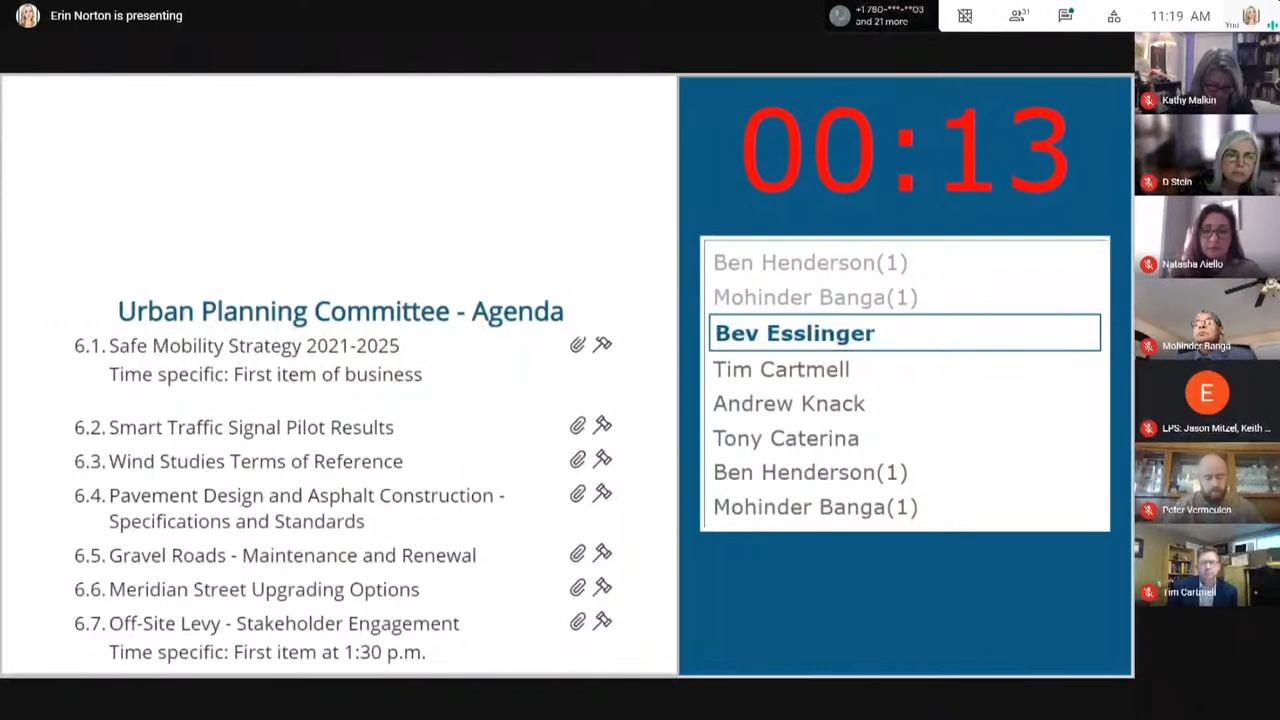 Erin Norton is presenting
+1 780-***-**03
and 21 more
31
11:19 AM
You
00:13
Ben Henderson(1)
Mohinder Banga(1)
Bev Esslinger
Tim Cartmell
Andrew Knack
Tony Caterina
Ben Henderson(1)
Mohinder Banga(1)
Urban Planning Committee - Agenda
6.1. Safe Mobility Strategy 2021-2025
Time specific: First item of business
6.2. Smart Traffic Signal Pilot Results
6.3. Wind Studies Terms of Reference
6.4. Pavement Design and Asphalt Construction -
Specifications and Standards
6.5. Gravel Roads - Maintenance and Renewal
6.6. Meridian Street Upgrading Options
6.7. Off-Site Levy - Stakeholder Engagement
Time specific: First item at 1:30 p.m.
Kathy Malkin
D Stein
Natasha Aiello
Mohinder Banga
E
LPS: Jason Mitzel, Keith ...
Peter Vermeulen
Tim Cartmell